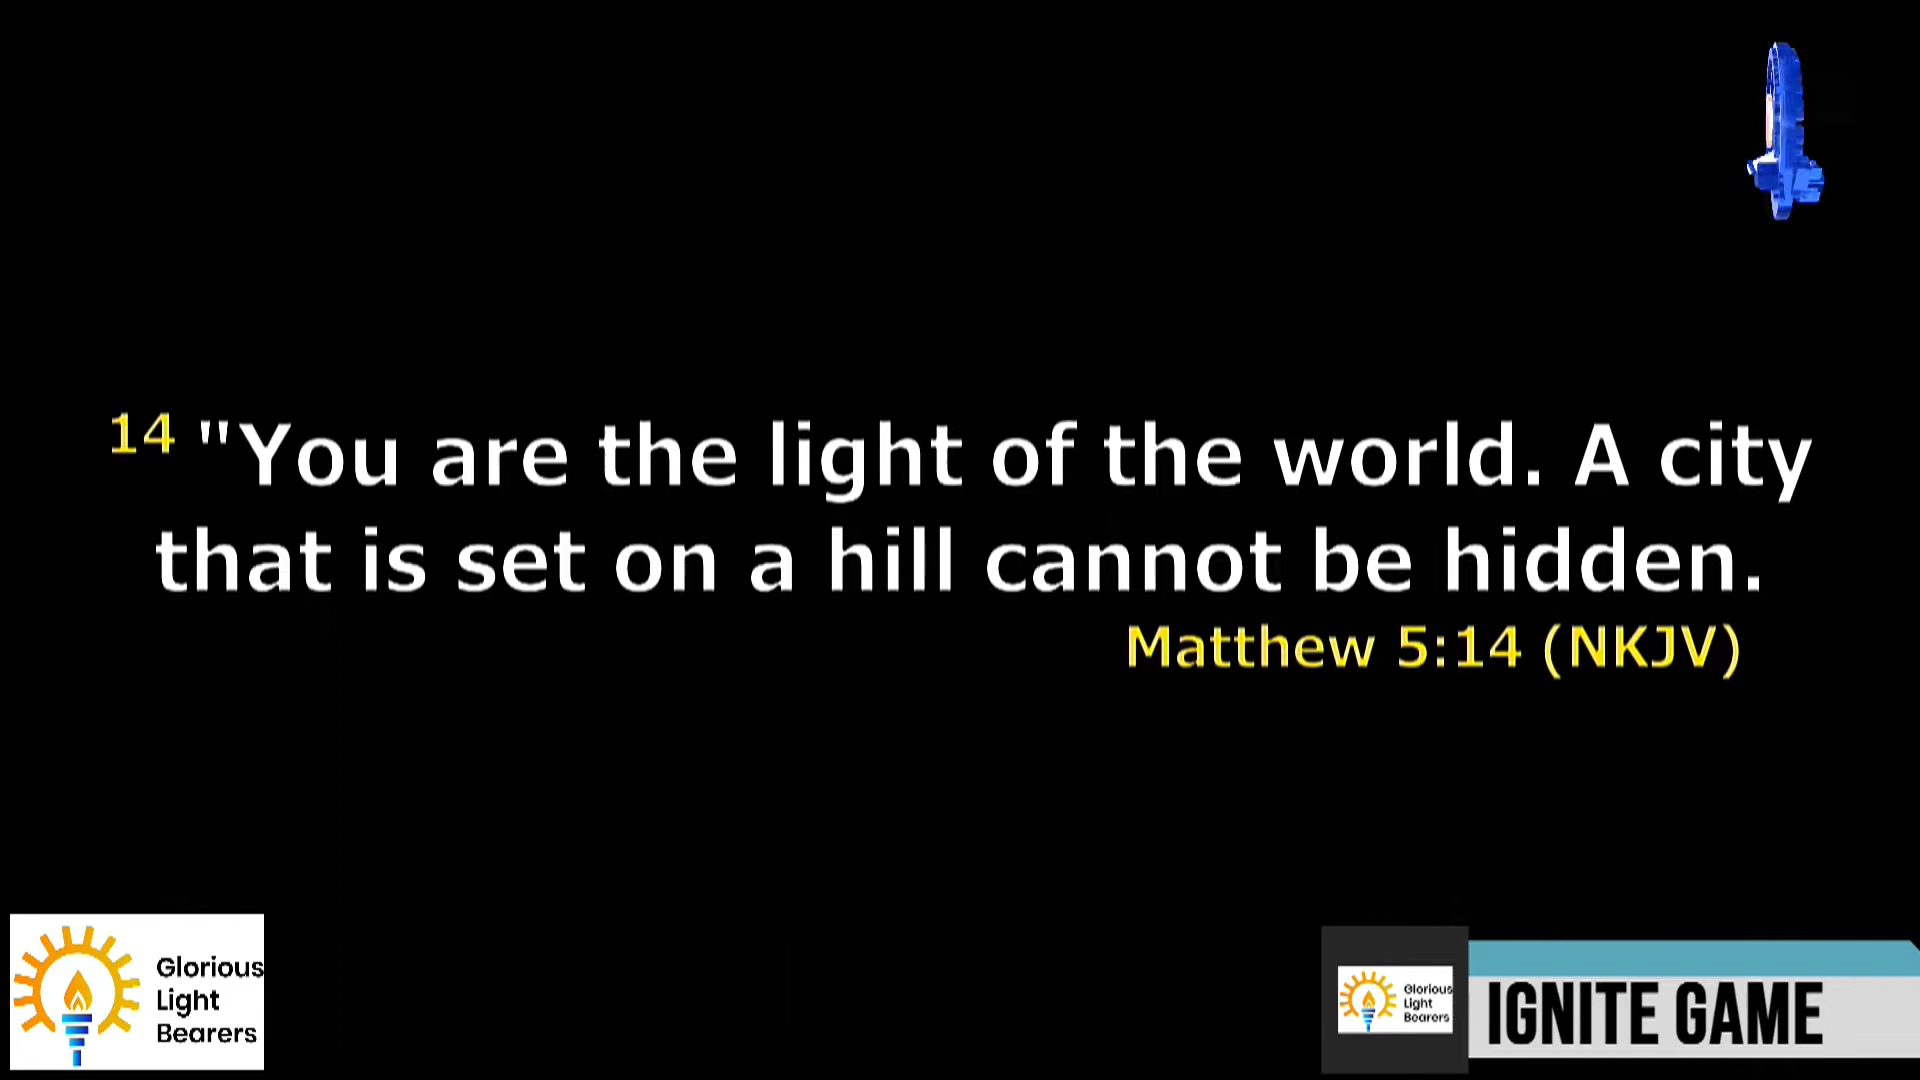 14 "You are the light of the world. A city
that is set on a hill cannot be hidden.
Matthew 5:14 (NKJV)
Glorious
Light
Bearers
Glorious
Light
Bearers
IGNITE GAME